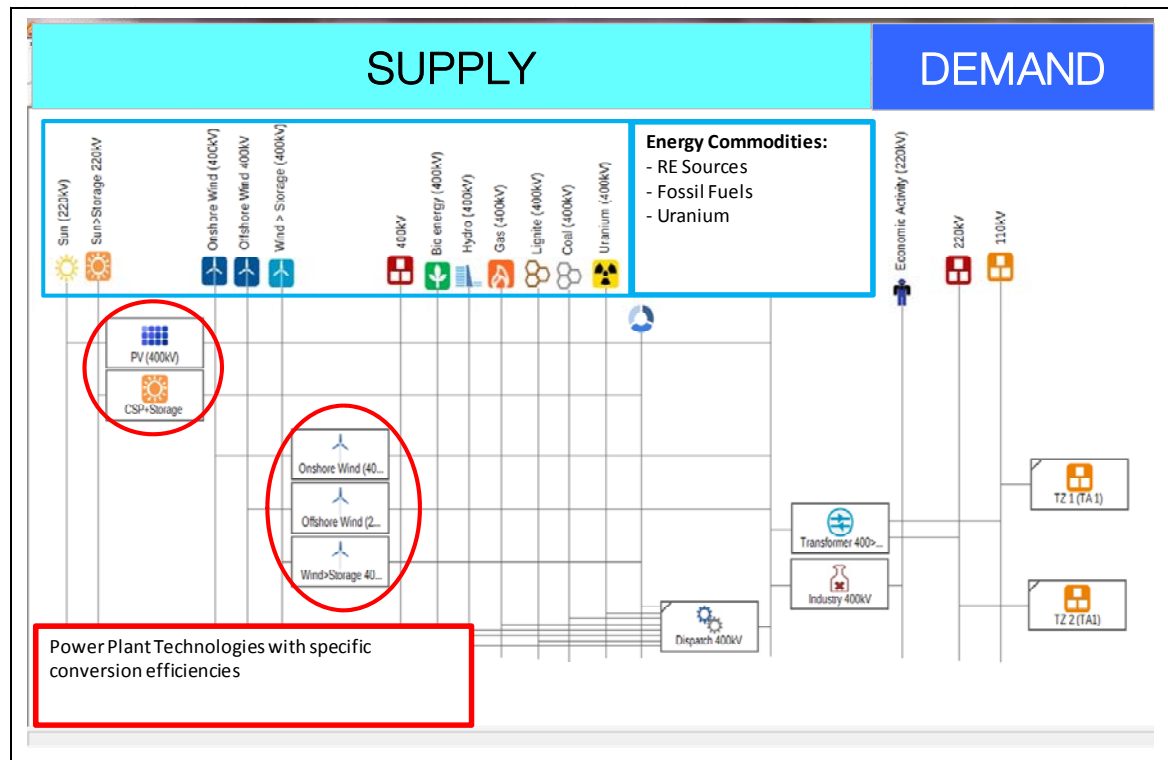 SUPPLY
DEMAND
Sun (220kV)
Sun>Storage 220kV
Onshore Wind (400kV)
Offshore Wind 400kV
Wind > Storage (400kV)
400kV
Bio energy (400kV)
Hydro (400kV)
Gas (400kV)
Lignite (400kV)
Coal (400kV)
Uranium (400kV)
Energy Commodities:
- RE Sources
- Fossil Fuels
- Uranium
Economic Activity (220kV)
220kV
110kV
PV (400kV)
CSP+Storage
Onshore Wind (40...
Offshore Wind (2...
Wind>Storage 40...
Transformer 400>...
Industry 400kV
Dispatch 400kV
TZ 1 (TA 1)
TZ 2 (TA1)
Power Plant Technologies with specific
conversion efficiencies